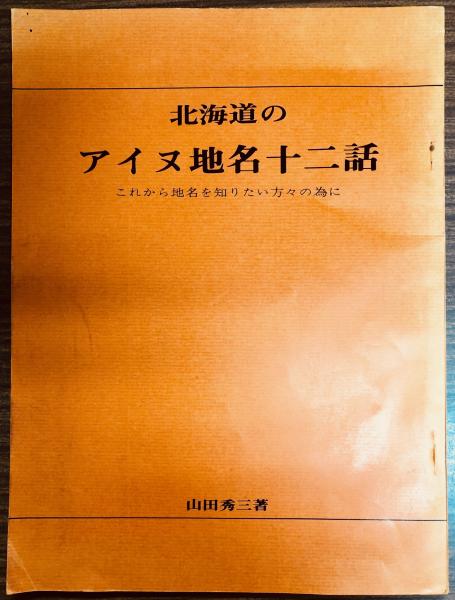 北海道の
アイヌ地名十二話
これから地名を知りたい方々の為に
山田秀三著